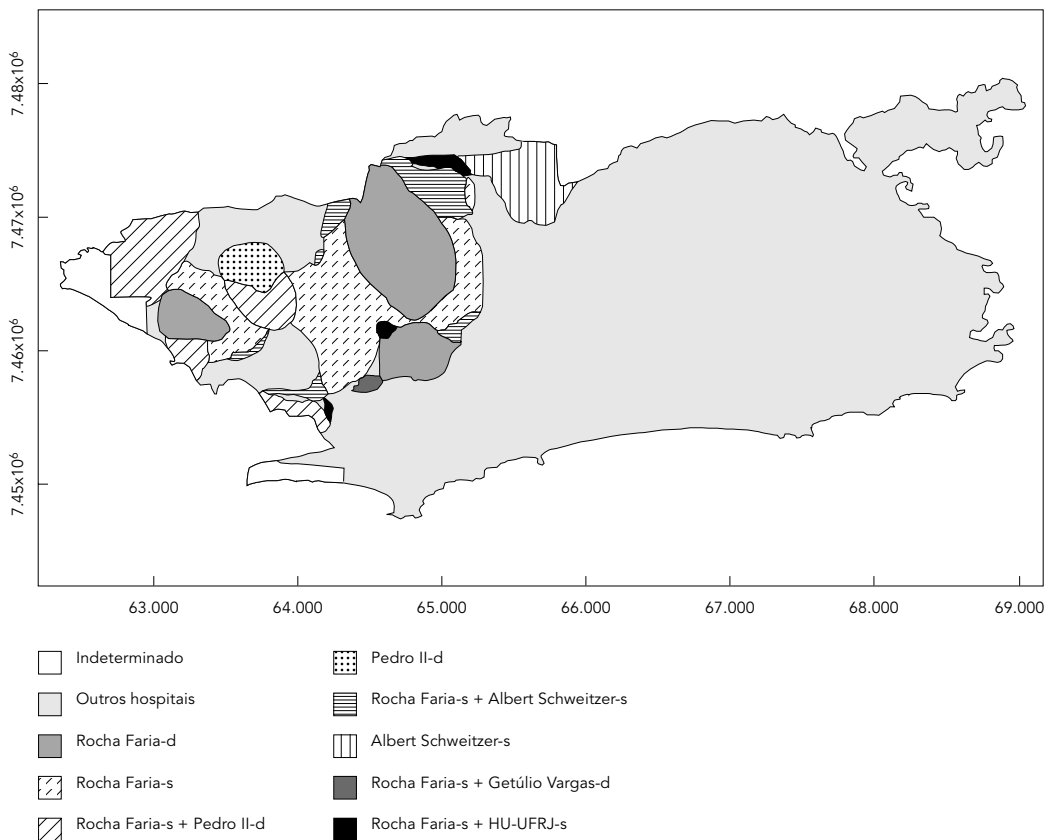 7.48x10⁶
7.47x10⁶
7.46x10⁶
7.45x10⁶
63.000 64.000 65.000 66.000 67.000 68.000 69.000
Indeterminado
Outros hospitais
Rocha Faria-d
Rocha Faria-s
Rocha Faria-s + Pedro II-d
Pedro II-d
Rocha Faria-s + Albert Schweitzer-s
Albert Schweitzer-s
Rocha Faria-s + Getúlio Vargas-d
Rocha Faria-s + HU-UFRJ-s